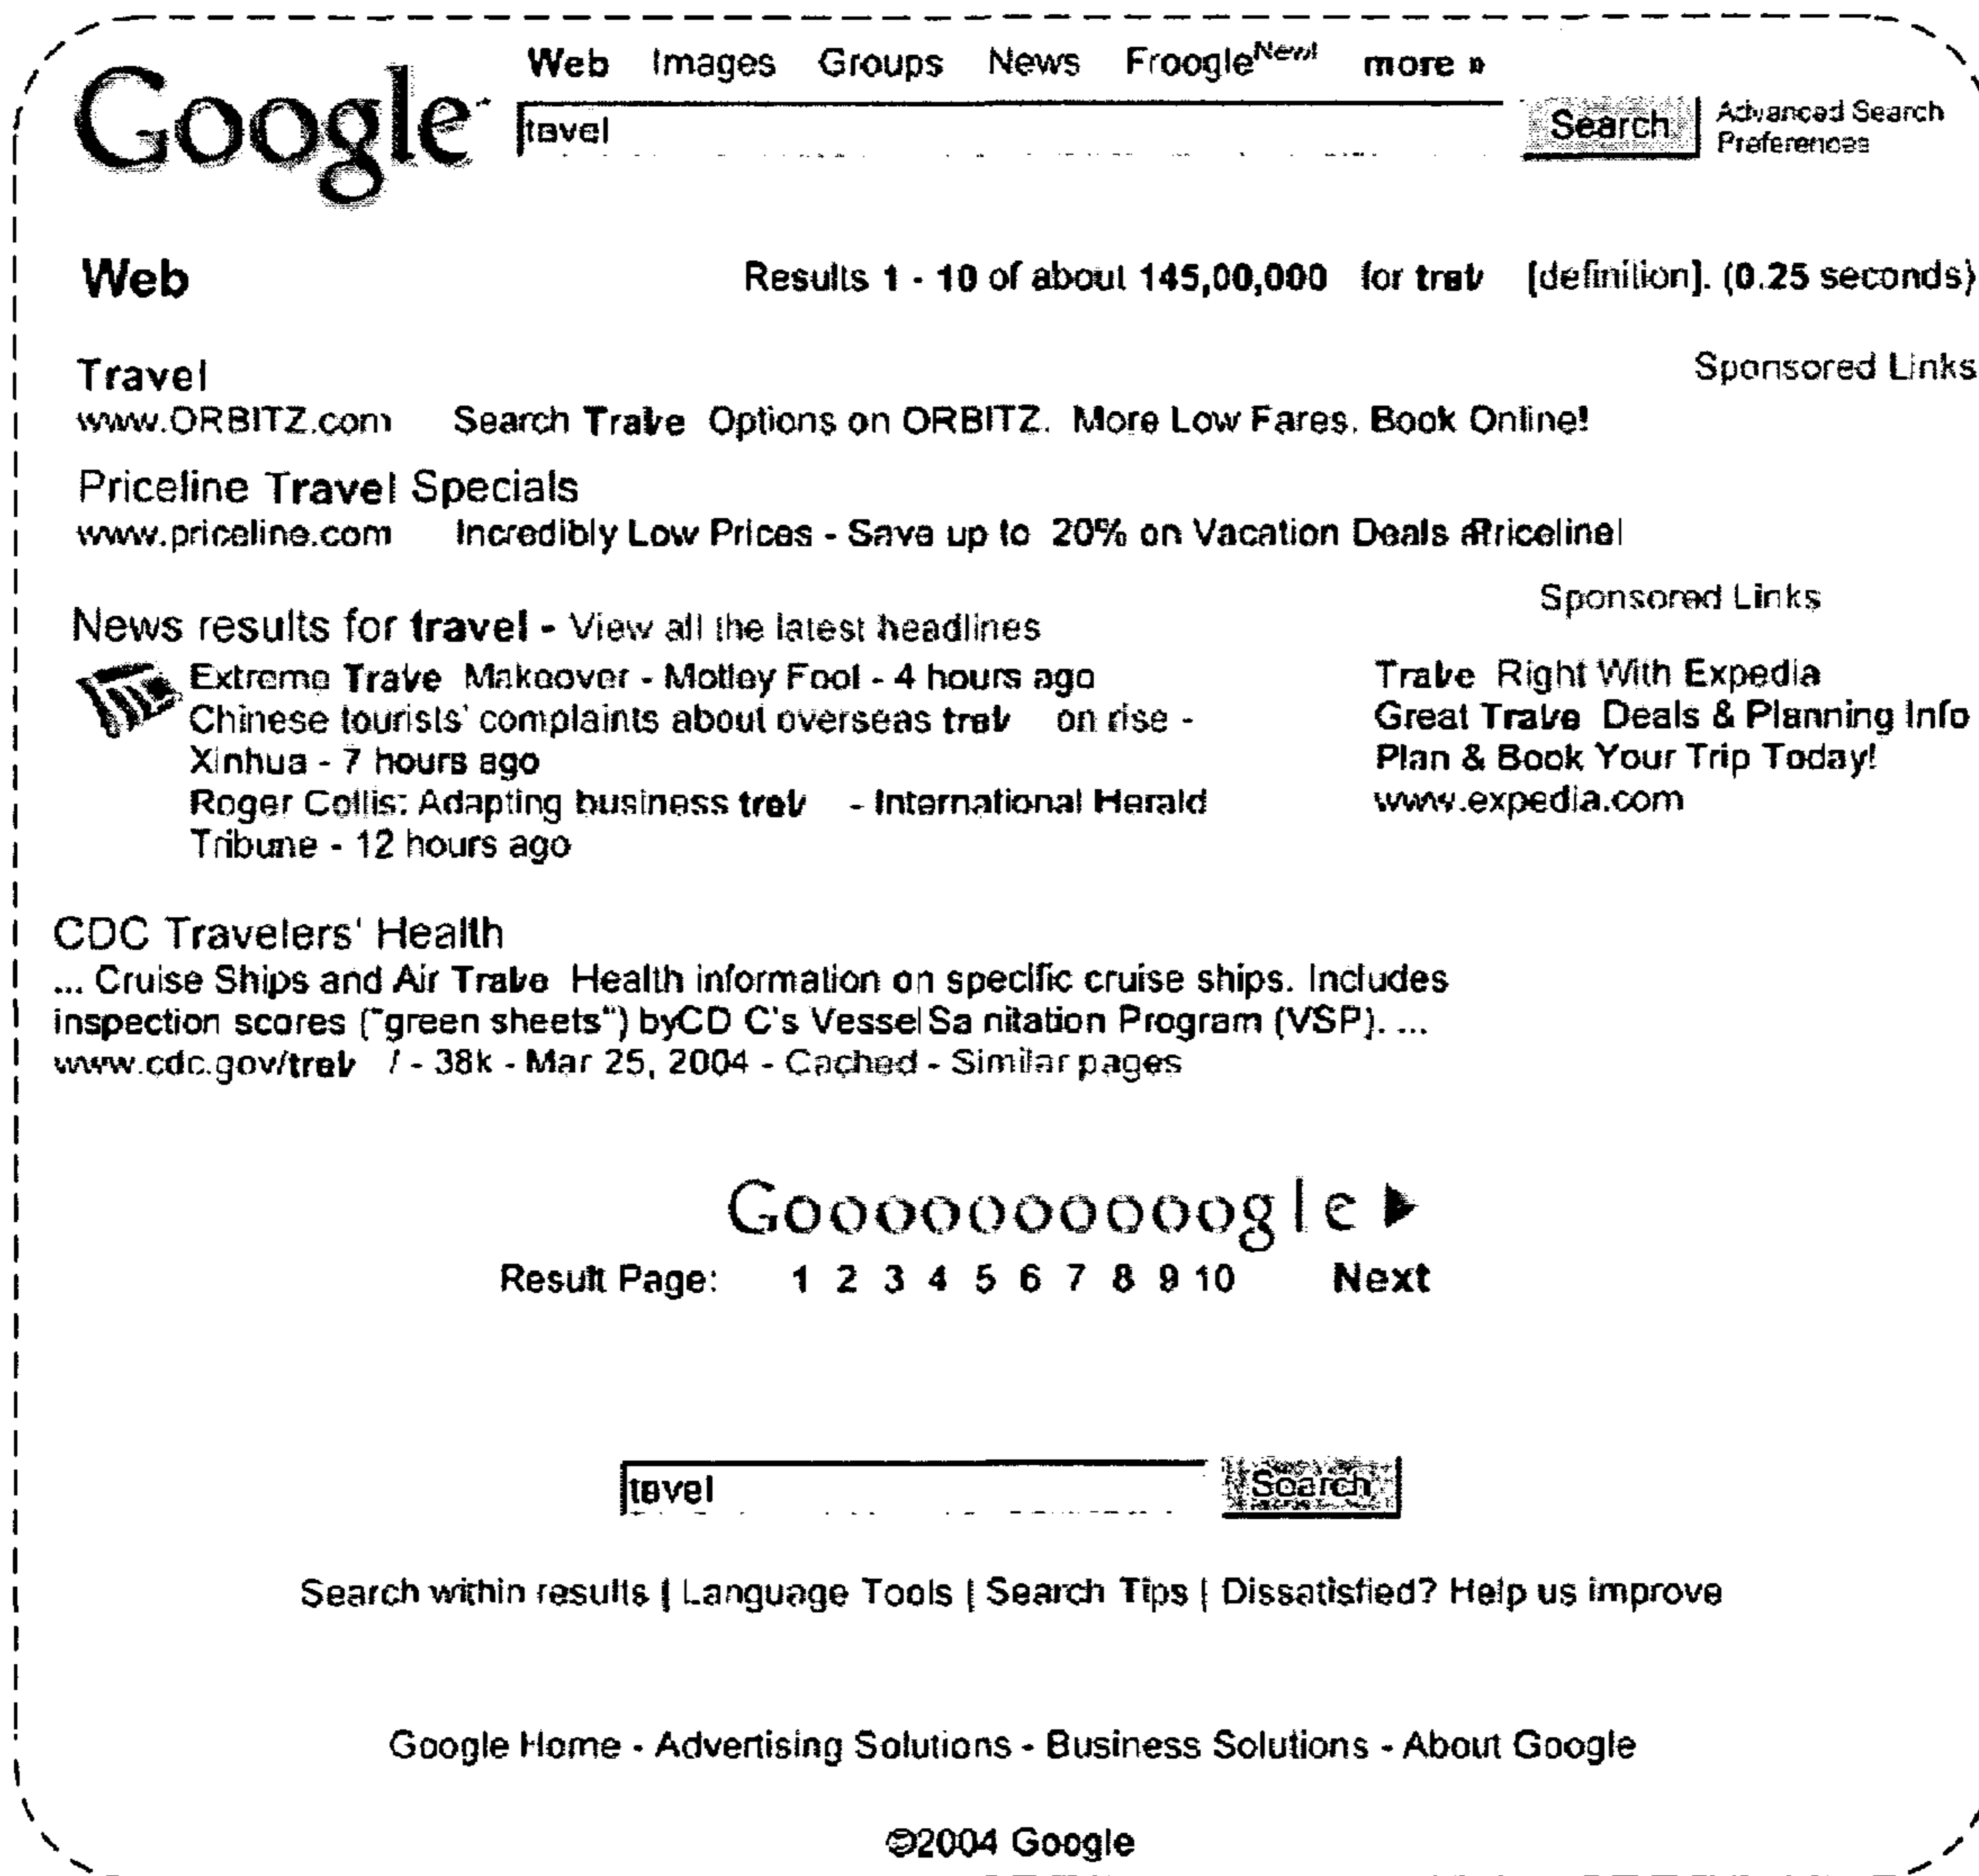 Web Images Groups News Froogle New! more »
Google
tavel Search Advanced Search
Preferences
Web Results 1 - 10 of about 145,00,000 for trav [definition]. (0.25 seconds)
Travel Sponsored Links
www.ORBITZ.com Search Trave Options on ORBITZ. More Low Fares. Book Online!
Priceline Travel Specials
www.priceline.com Incredibly Low Prices - Save up to 20% on Vacation Deals Priceline!
Sponsored Links
News results for travel - View all the latest headlines
Extreme Trave Makeover - Motley Fool - 4 hours ago
Chinese tourists' complaints about overseas trav on rise -
Xinhua - 7 hours ago
Roger Collis: Adapting business trav - International Herald
Tribune - 12 hours ago
Trave Right With Expedia
Great Trave Deals & Planning Info
Plan & Book Your Trip Today!
www.expedia.com
CDC Travelers' Health
... Cruise Ships and Air Trave Health information on specific cruise ships. Includes
inspection scores ("green sheets") byCD C's Vessel Sa nitation Program (VSP). ...
www.cdc.gov/trav / - 38k - Mar 25, 2004 - Cached - Similar pages
Goooooooooogle
Result Page: 1 2 3 4 5 6 7 8 9 10 Next
tavel Search
Search within results | Language Tools | Search Tips | Dissatisfied? Help us improve
Google Home - Advertising Solutions - Business Solutions - About Google
©2004 Google